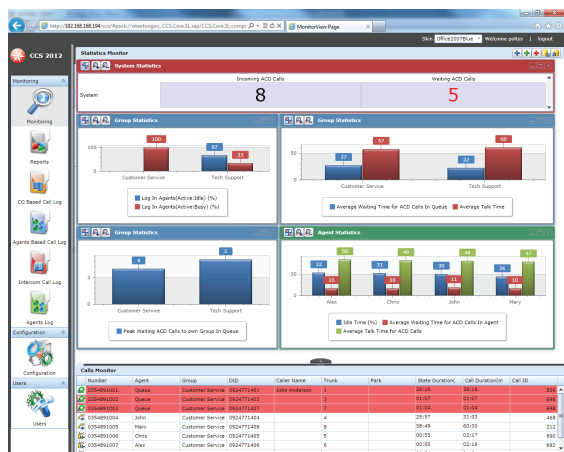 http://192.168.168.194/ccs/#pack://siteoforigin:,,CCS.Core.SL.xap/CCS.Core.SL;compo
MonitorView Page
Skin Office2007Blue Welcome poltys | logout
CCS 2012
Statistics Monitor
Monitoring
Monitoring
Reports
CO Based Call Log
Agents Based Call Log
Intercom Call Log
Agents Log
Configuration
Configuration
Users
Users
System Statistics
Incoming ACD Calls Waiting ACD Calls
System 8 5
Group Statistics
100 67 33
100
0
Customer Service Tech Support
Log In Agents(Active:Idle) (%)
Log In Agents(Active:Busy) (%)
Group Statistics
27 57 22 60
50
0
Customer Service Tech Support
Average Waiting Time for ACD Calls In Queue Average Talk Time
Group Statistics
4 5
3
0
Customer Service Tech Support
Peak Waiting ACD Calls to own Group In Queue
Agent Statistics
32 10 50 31 10 49 30 11 48 26 10 47
30
0
Alex Chris John Mary
Idle Time (%) Average Waiting Time for ACD Calls In Agent
Average Talk Time for ACD Calls
Calls Monitor
Number Agent Group DID Caller Name Trunk Park State Duration( Call Duration(m Call ID
0354891001 Queue Customer Service 0924771401 John Anderson 1 26:16 26:16 508
0354891002 Queue Customer Service 0924771403 3 01:07 01:07 696
0354891003 Queue Customer Service 0924771407 7 01:04 01:04 698
0354891004 John Customer Service 0924771404 4 29:57 31:03 468
0354891005 Mary Customer Service 0924771408 8 58:49 60:00 212
0354891006 Chris Customer Service 0924771405 5 00:55 02:17 690
0354891007 Alex Customer Service 0924771406 6 00:55 02:16 692